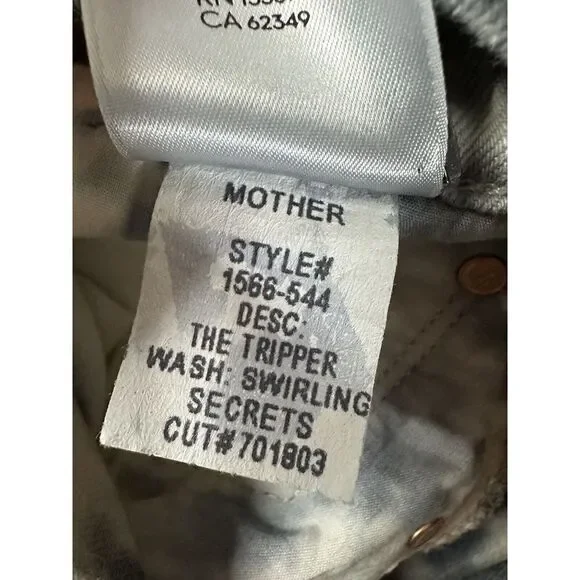 CA 62349
MOTHER
STYLE#
1566-544
DESC:
THE TRIPPER
WASH: SWIRLING
SECRETS
CUT# 701803